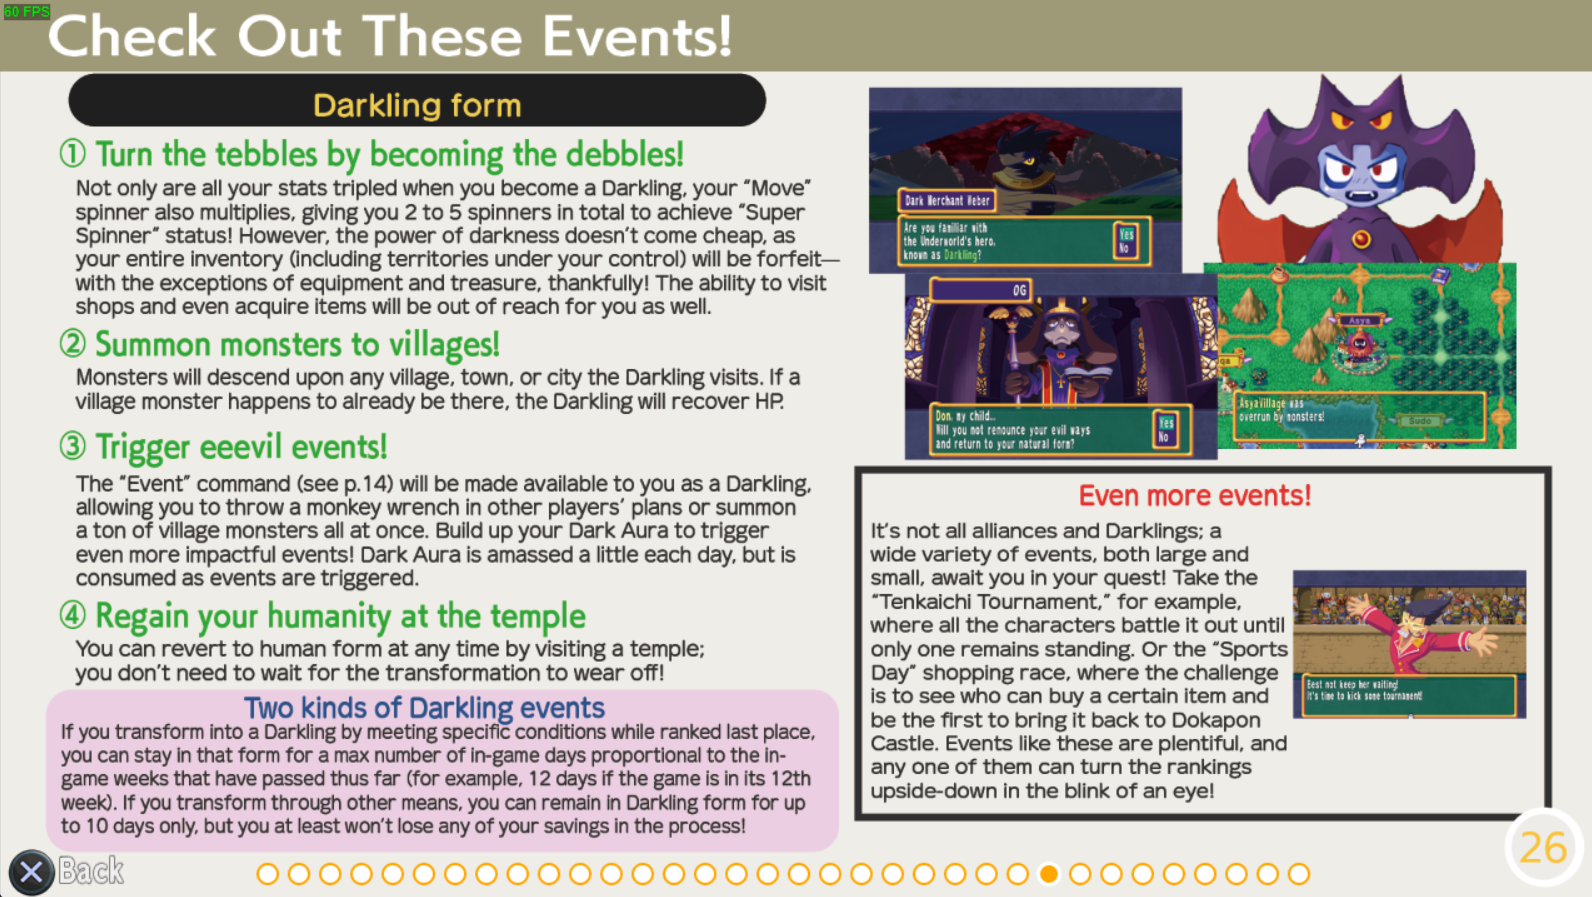 60 FPS
Check Out These Events!
Darkling form
① Turn the tebbles by becoming the debbles!
Not only are all your stats tripled when you become a Darkling, your “Move”
spinner also multiplies, giving you 2 to 5 spinners in total to achieve “Super
Spinner” status! However, the power of darkness doesn’t come cheap, as
your entire inventory (including territories under your control) will be forfeit—
with the exceptions of equipment and treasure, thankfully! The ability to visit
shops and even acquire items will be out of reach for you as well.
② Summon monsters to villages!
Monsters will descend upon any village, town, or city the Darkling visits. If a
village monster happens to already be there, the Darkling will recover HP.
③ Trigger eeevil events!
The “Event” command (see p.14) will be made available to you as a Darkling,
allowing you to throw a monkey wrench in other players’ plans or summon
a ton of village monsters all at once. Build up your Dark Aura to trigger
even more impactful events! Dark Aura is amassed a little each day, but is
consumed as events are triggered.
④ Regain your humanity at the temple
You can revert to human form at any time by visiting a temple;
you don’t need to wait for the transformation to wear off!
Two kinds of Darkling events
If you transform into a Darkling by meeting specific conditions while ranked last place,
you can stay in that form for a max number of in-game days proportional to the in-
game weeks that have passed thus far (for example, 12 days if the game is in its 12th
week). If you transform through other means, you can remain in Darkling form for up
to 10 days only, but you at least won’t lose any of your savings in the process!
Dark Merchant Weber
Are you familiar with
the Underworld's hero,
known as Darkling?
Yes
No
0G
Don, my child...
Will you not renounce your evil ways
and return to your natural form?
Yes
No
Asya
qa
Asya Village was
overrun by monsters!
Sudo
Even more events!
It’s not all alliances and Darklings; a
wide variety of events, both large and
small, await you in your quest! Take the
“Tenkaichi Tournament,” for example,
where all the characters battle it out until
only one remains standing. Or the “Sports
Day” shopping race, where the challenge
is to see who can buy a certain item and
be the first to bring it back to Dokapon
Castle. Events like these are plentiful, and
any one of them can turn the rankings
upside-down in the blink of an eye!
Best not keep her waiting!
It's time to kick some tournament!
Back
26